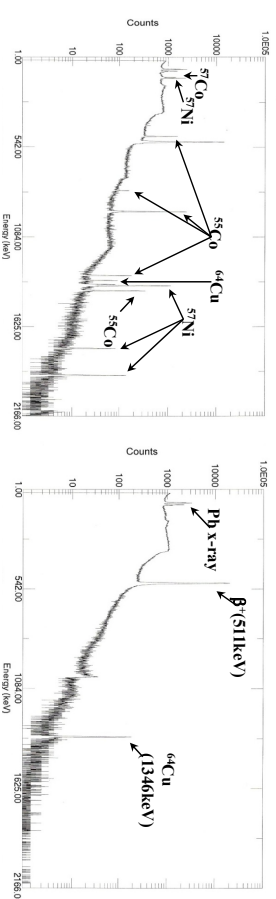 Counts
1.0E05
10000
1000
100
10
1.00
542.00
1084.00
1625.00
2166.00
Energy (keV)
⁵⁷Co
⁵⁷Ni
⁵⁵Co
⁶⁴Cu
⁵⁷Ni
⁵⁵Co
Counts
1.0E05
10000
1000
100
10
1.00
542.00
1084.00
1625.00
2166.0
Energy (keV)
Pb x-ray
β⁺(511keV)
⁶⁴Cu
(1346keV)